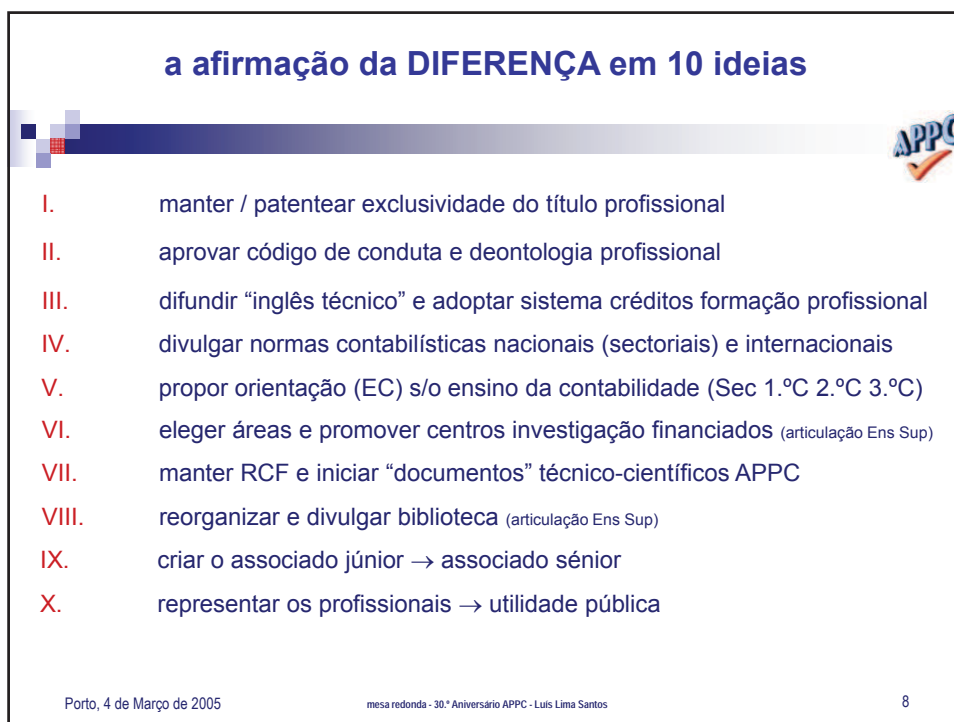 a afirmação da DIFERENÇA em 10 ideias
APPC
I. manter / patentear exclusividade do título profissional
II. aprovar código de conduta e deontologia profissional
III. difundir “inglês técnico” e adoptar sistema créditos formação profissional
IV. divulgar normas contabilísticas nacionais (sectoriais) e internacionais
V. propor orientação (EC) s/o ensino da contabilidade (Sec 1.ºC 2.ºC 3.ºC)
VI. eleger áreas e promover centros investigação financiados (articulação Ens Sup)
VII. manter RCF e iniciar “documentos” técnico-científicos APPC
VIII. reorganizar e divulgar biblioteca (articulação Ens Sup)
IX. criar o associado júnior → associado sénior
X. representar os profissionais → utilidade pública
Porto, 4 de Março de 2005 mesa redonda - 30.º Aniversário APPC - Luís Lima Santos 8